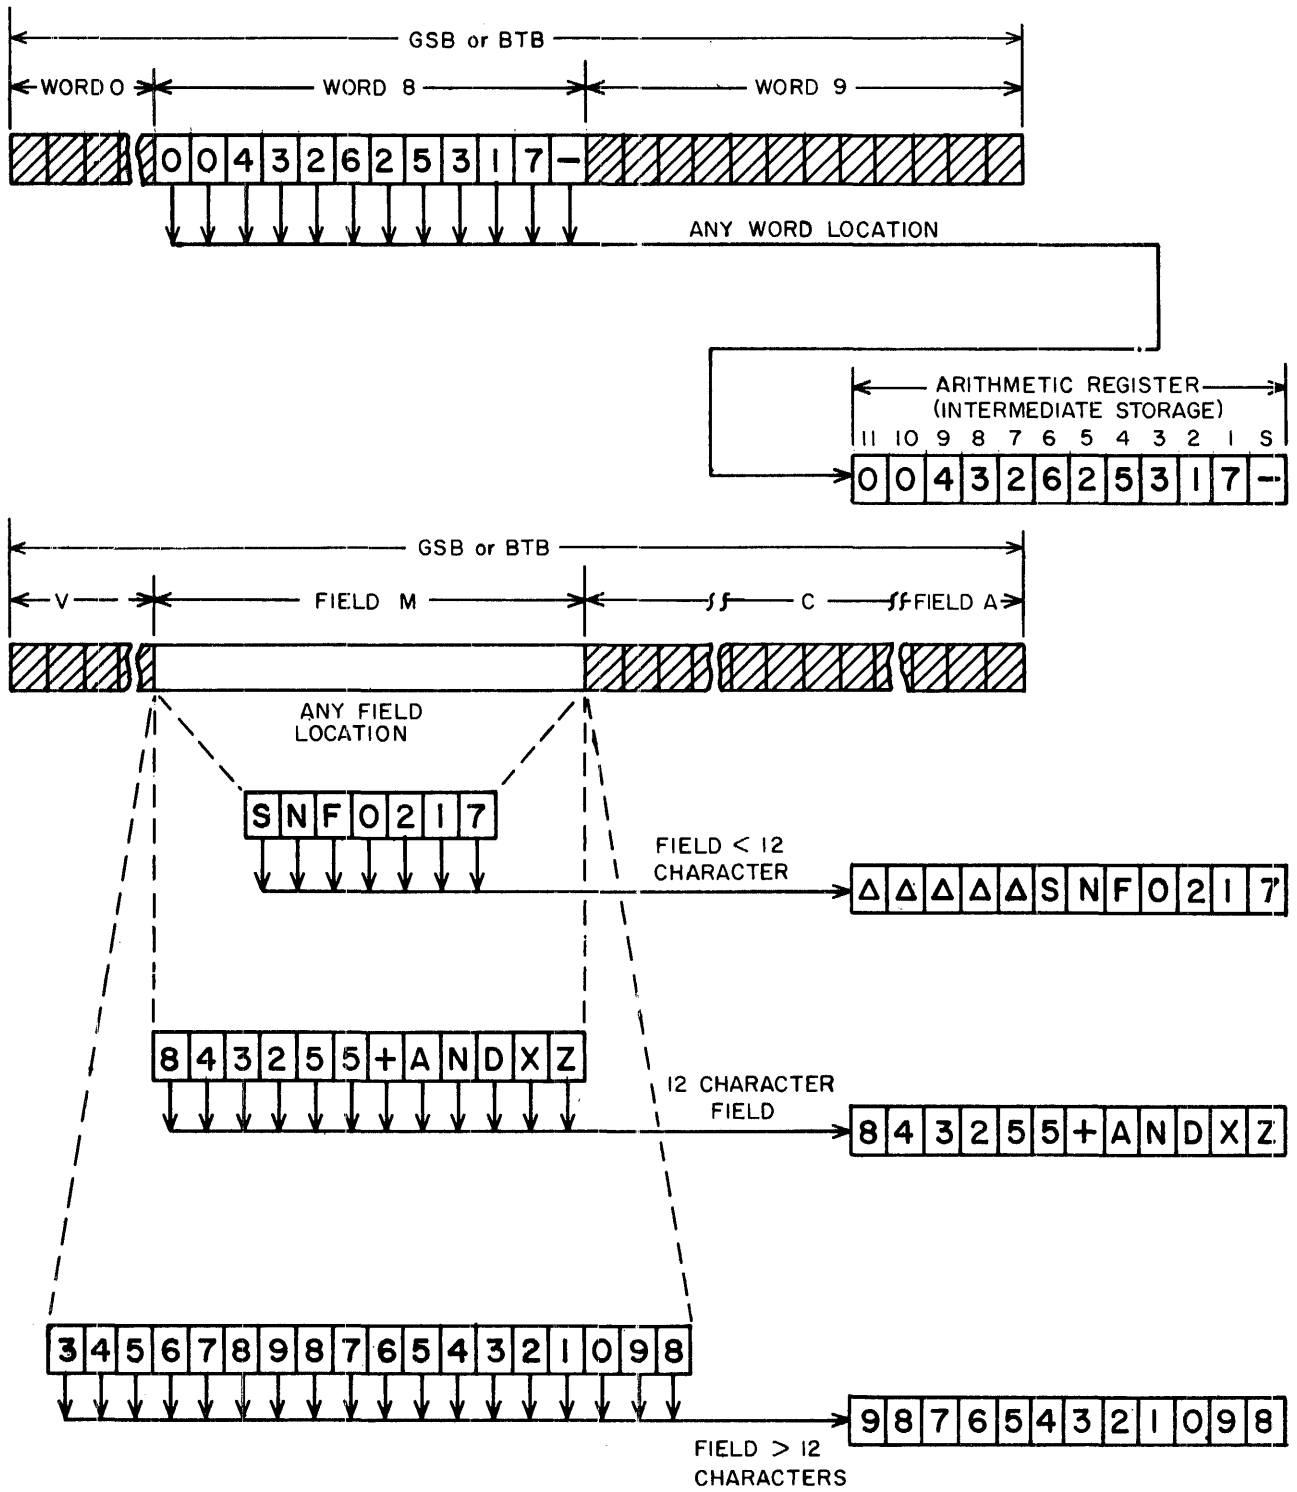 GSB or BTB
WORD 0 WORD 8 WORD 9
0 0 4 3 2 6 2 5 3 1 7 -
ANY WORD LOCATION
ARITHMETIC REGISTER
(INTERMEDIATE STORAGE)
11 10 9 8 7 6 5 4 3 2 1 S
0 0 4 3 2 6 2 5 3 1 7 -
GSB or BTB
V FIELD M C FIELD A
ANY FIELD
LOCATION
S N F 0 2 1 7
FIELD < 12
CHARACTER
Δ Δ Δ Δ Δ S N F 0 2 1 7
8 4 3 2 5 5 + A N D X Z
12 CHARACTER
FIELD
8 4 3 2 5 5 + A N D X Z
3 4 5 6 7 8 9 8 7 6 5 4 3 2 1 0 9 8
9 8 7 6 5 4 3 2 1 0 9 8
FIELD > 12
CHARACTERS